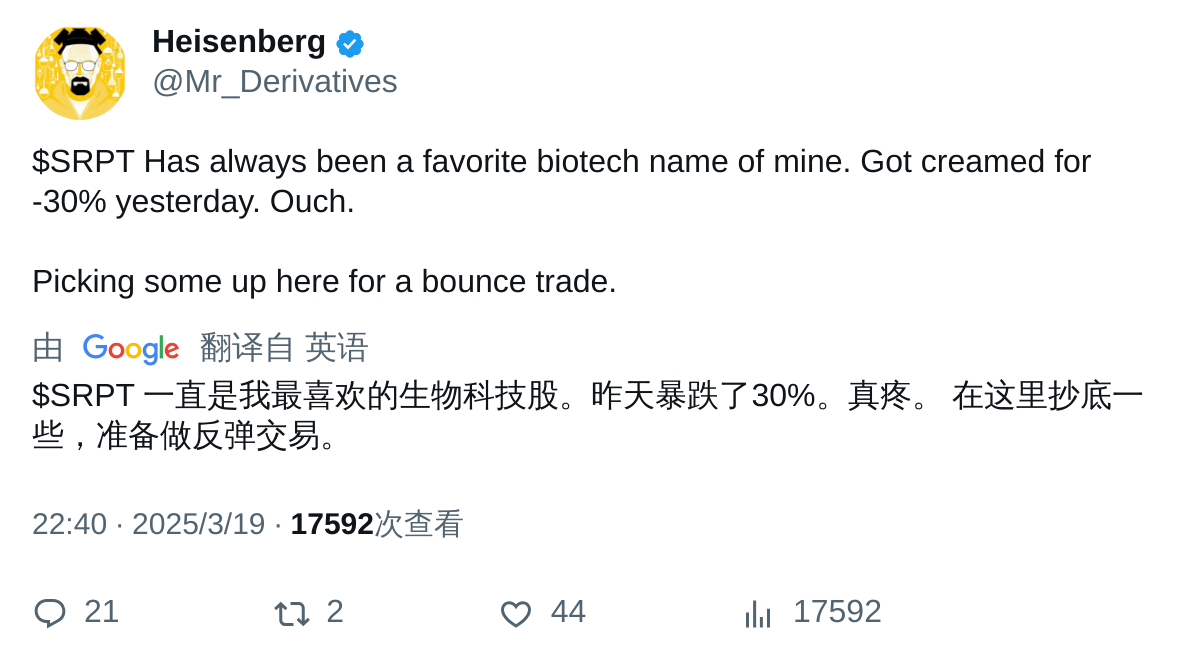 Heisenberg
@Mr_Derivatives
$SRPT Has always been a favorite biotech name of mine. Got creamed for
-30% yesterday. Ouch.
Picking some up here for a bounce trade.
由 Google 翻译自 英语
$SRPT 一直是我最喜欢的生物科技股。昨天暴跌了30%。真疼。 在这里抄底一
些，准备做反弹交易。
22:40 · 2025/3/19 · 17592次查看
21 2 44 17592